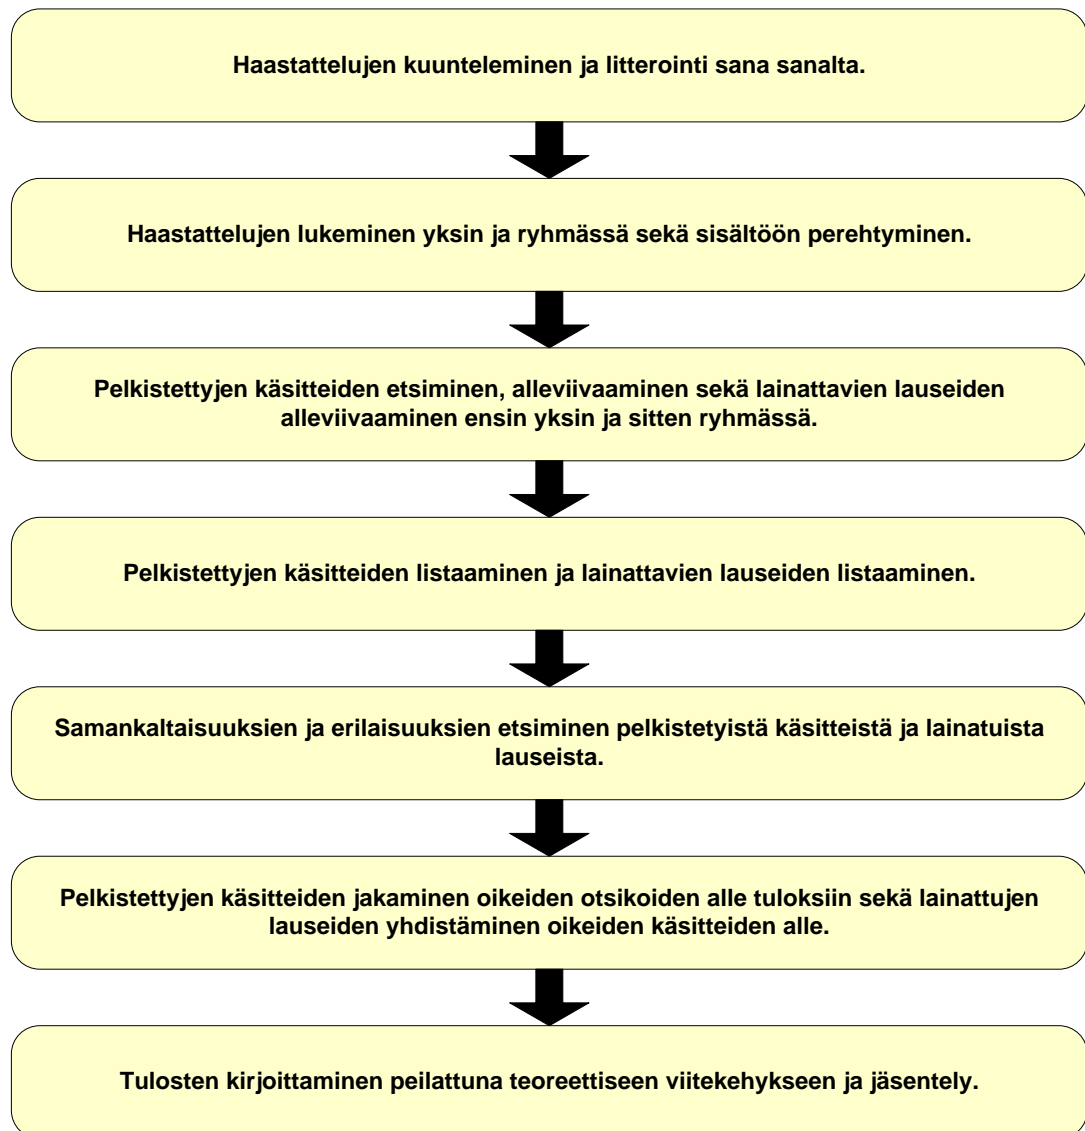 Haastattelujen kuunteleminen ja litterointi sana sanalta.
Haastattelujen lukeminen yksin ja ryhmässä sekä sisältöön perehtyminen.
Pelkistettyjen käsitteiden etsiminen, alleviivaaminen sekä lainattavien lauseiden
alleviivaaminen ensin yksin ja sitten ryhmässä.
Pelkistettyjen käsitteiden listaaminen ja lainattavien lauseiden listaaminen.
Samankaltaisuuksien ja erilaisuuksien etsiminen pelkistetyistä käsitteistä ja lainatuista
lauseista.
Pelkistettyjen käsitteiden jakaminen oikeiden otsikoiden alle tuloksiin sekä lainattujen
lauseiden yhdistäminen oikeiden käsitteiden alle.
Tulosten kirjoittaminen peilattuna teoreettiseen viitekehykseen ja jäsentely.